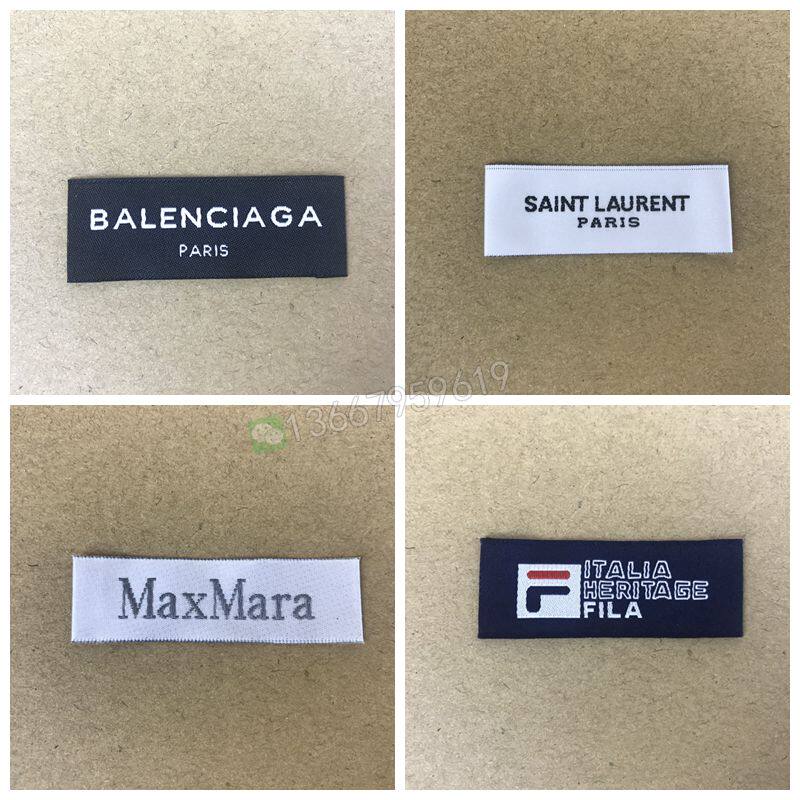 BALENCIAGA
PARIS
SAINT LAURENT
PARIS
13667959619
MaxMara
ITALIA
HERITAGE
FILA